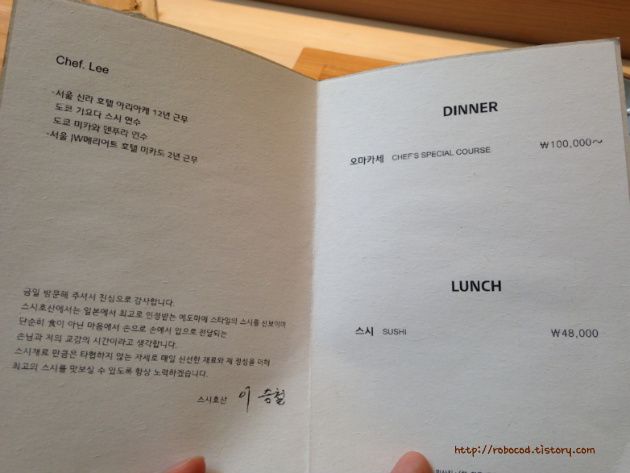 Chef. Lee
-서울 신라 호텔 아리아께 12년 근무
도쿄 기요다 스시 연수
도쿄 미카와 덴푸라 연수
-서울 JW메리어트 호텔 미카도 2년 근무
금일 방문해 주셔서 진심으로 감사합니다.
스시호산에서는 일본에서 최고로 인정받는 에도마에 스타일의 스시를 선보이며
단순히 食이 아닌 마음에서 손으로 손에서 입으로 전달되는
손님과 저의 교감의 시간이라고 생각합니다.
스시재료 만큼은 타협하지 않는 자세로 매일 신선한 재료와 제 정성을 더해
최고의 스시를 맛보실 수 있도록 항상 노력하겠습니다.
스시호산 이승철
DINNER
오마카세 CHEF'S SPECIAL COURSE ₩100,000~
LUNCH
스시 SUSHI ₩48,000
http://robocod.tistory.com